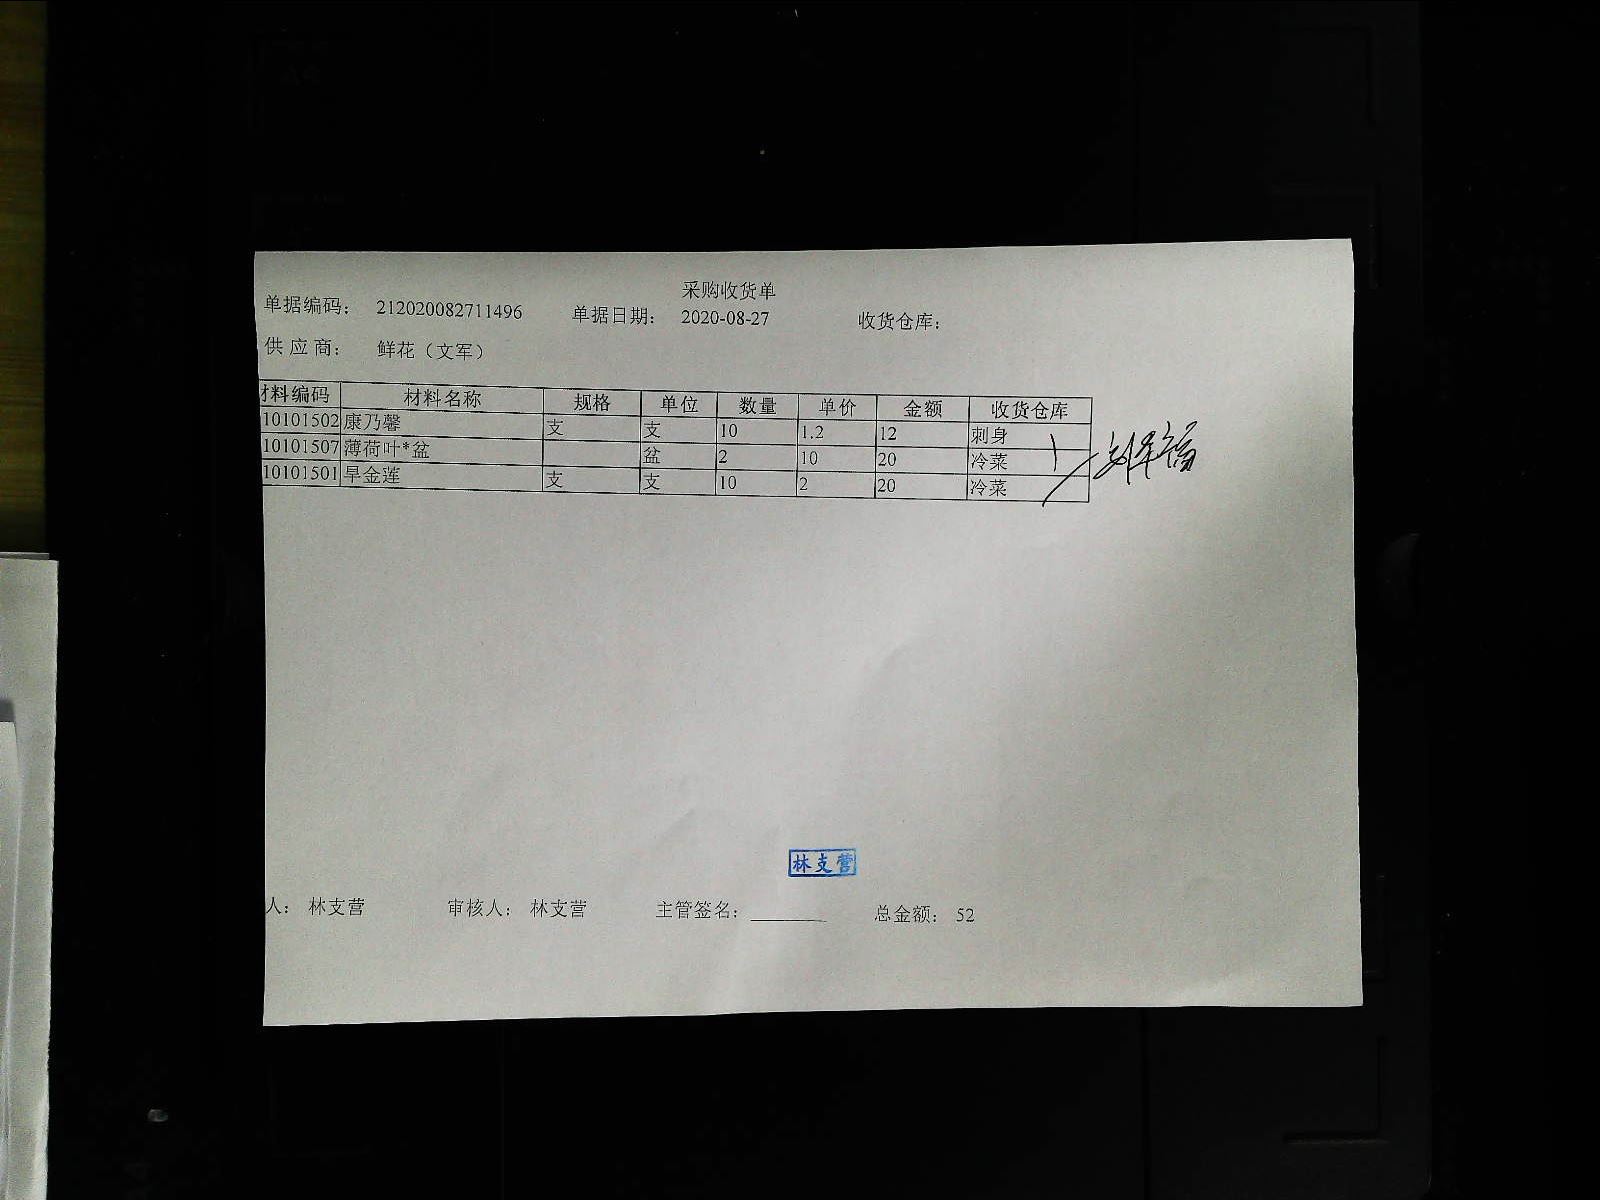 采购收货单
单据编码: 212020082711496 单据日期: 2020-08-27 收货仓库:
供应商: 鲜花（文军）
材料编码 材料名称 规格 单位 数量 单价 金额 收货仓库
10101502 康乃馨 支 支 10 1.2 12 刺身
10101507 薄荷叶*盆 盆 2 10 20 冷菜
10101501 旱金莲 支 支 10 2 20 冷菜
林支营
人: 林支营 审核人: 林支营 主管签名: 总金额: 52